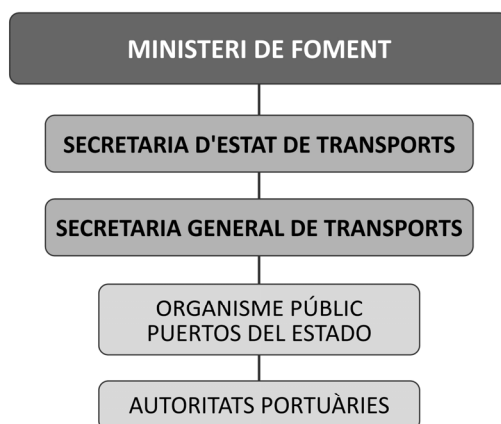 MINISTERI DE FOMENT
SECRETARIA D'ESTAT DE TRANSPORTS
SECRETARIA GENERAL DE TRANSPORTS
ORGANISME PÚBLIC
PUERTOS DEL ESTADO
AUTORITATS PORTUÀRIES